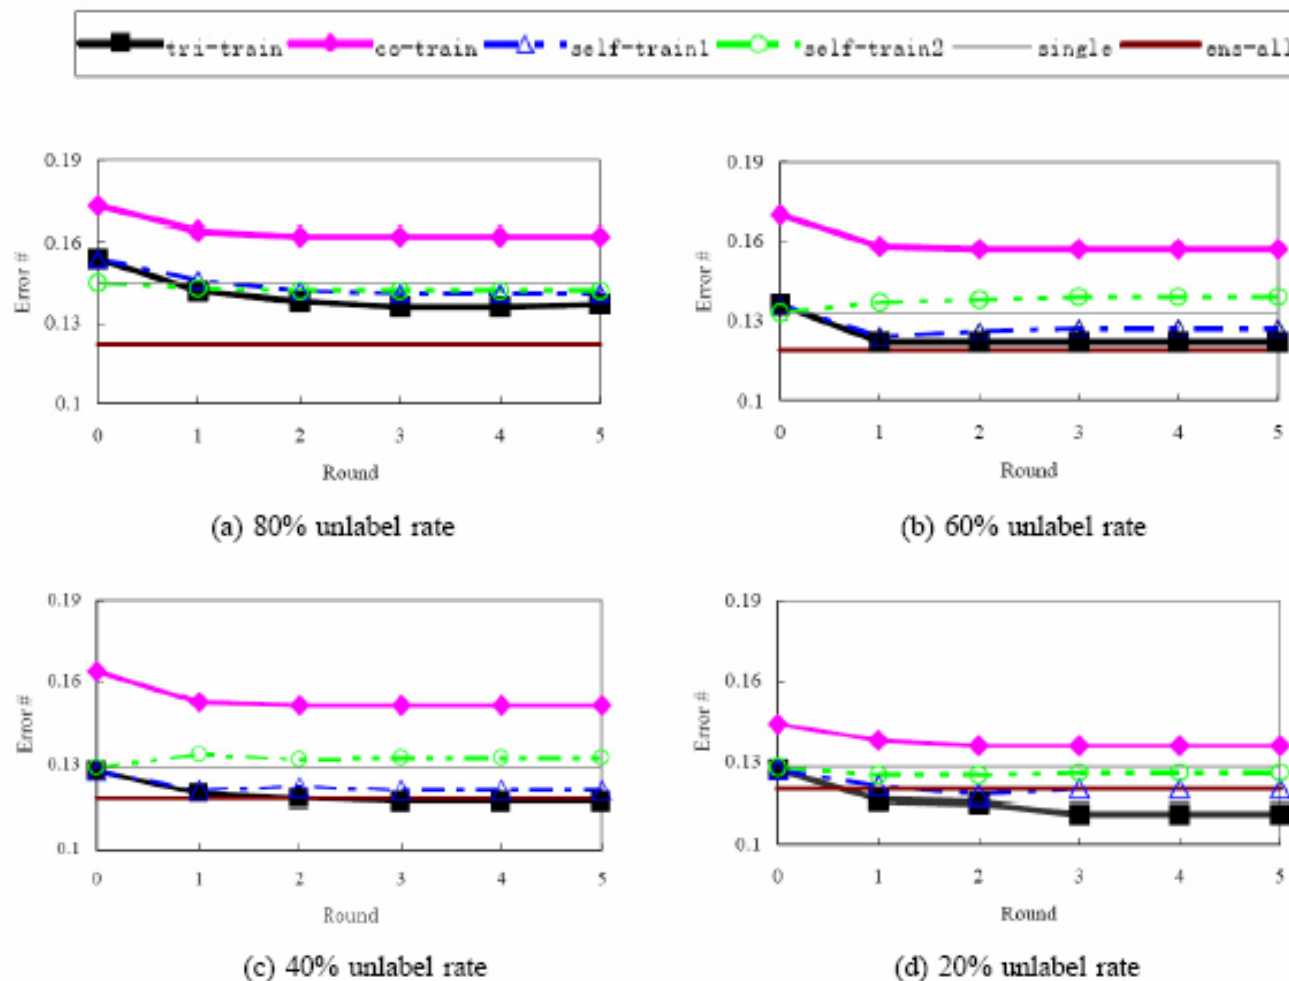 tri-train co-train self-train1 self-train2 single ens-all
0.19
0.16
0.13
0.1
Error #
0 1 2 3 4 5
Round
(a) 80% unlabel rate
0.19
0.16
0.13
0.1
Error #
0 1 2 3 4 5
Round
(b) 60% unlabel rate
0.19
0.16
0.13
0.1
Error #
0 1 2 3 4 5
Round
(c) 40% unlabel rate
0.19
0.16
0.13
0.1
Error #
0 1 2 3 4 5
Round
(d) 20% unlabel rate